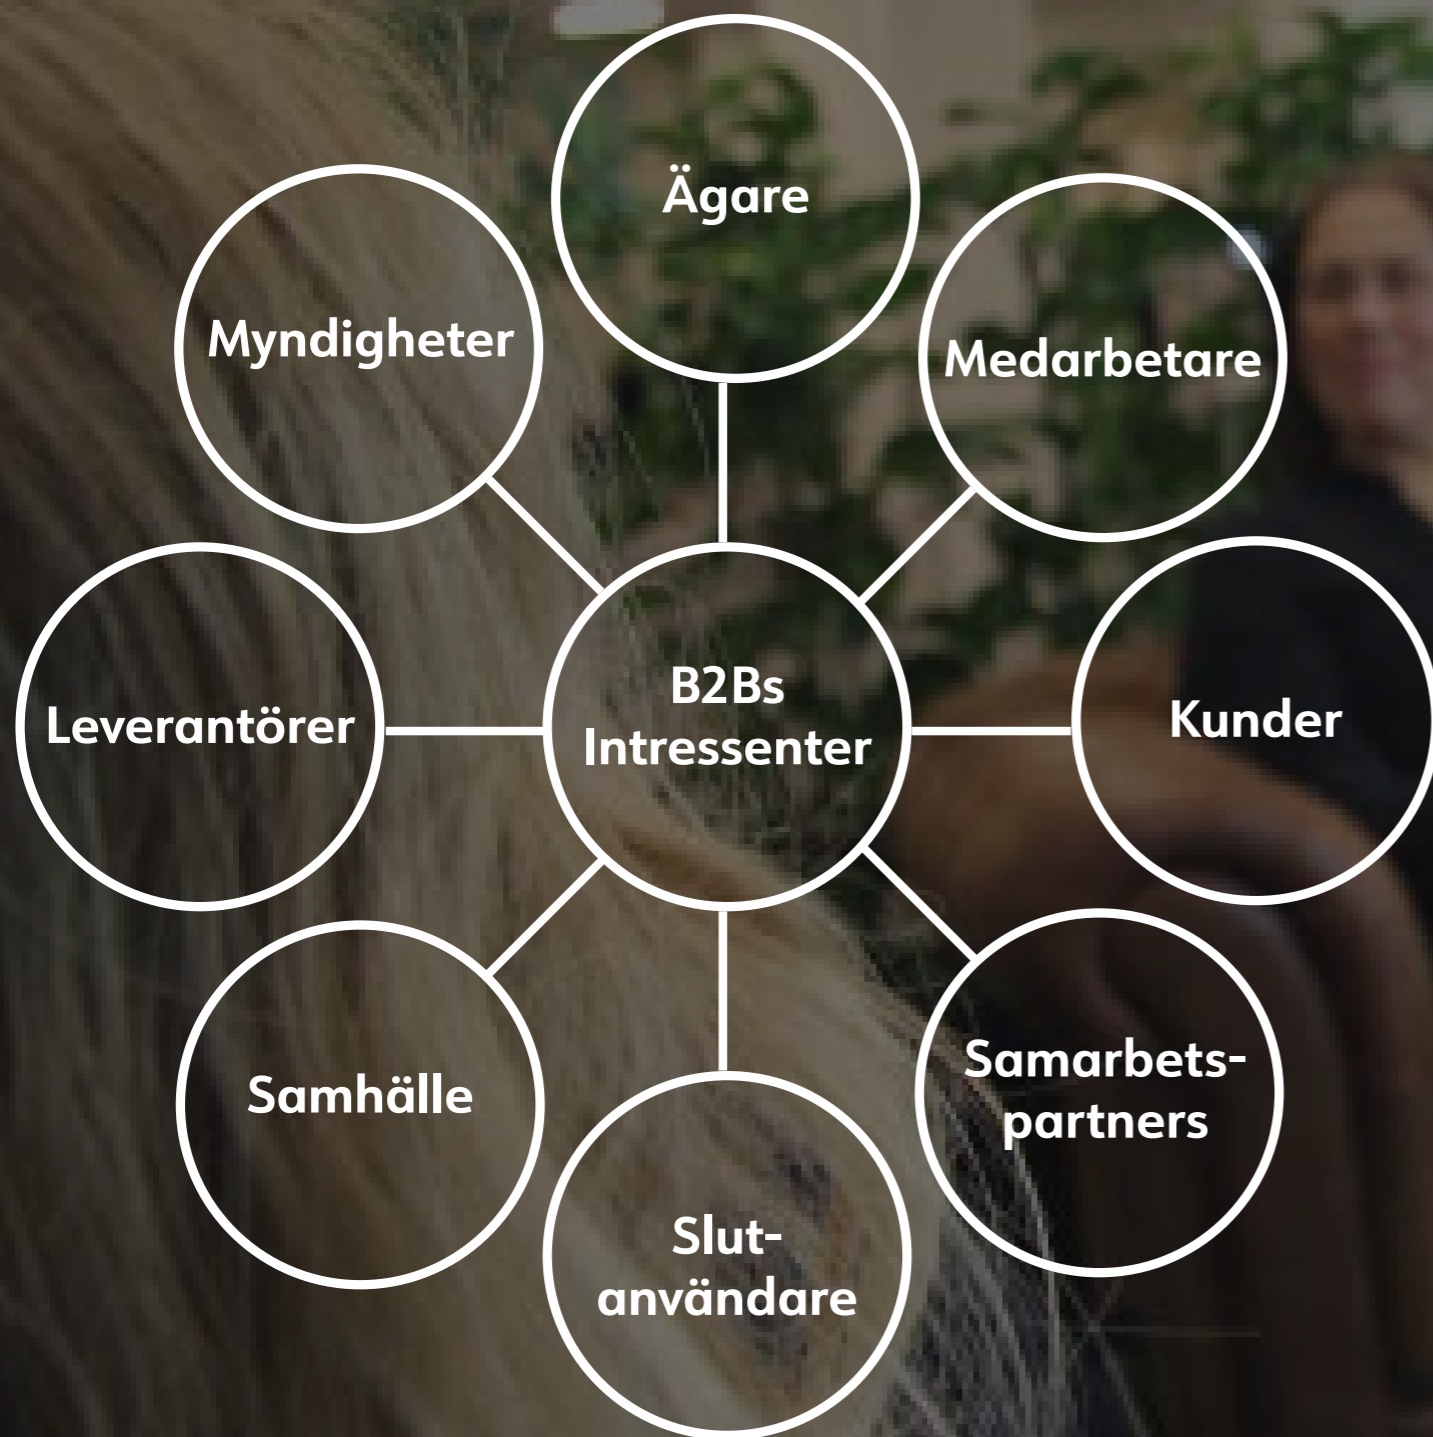 Ägare
Myndigheter
Medarbetare
Leverantörer
B2Bs
Intressenter
Kunder
Samhälle
Samarbets-
partners
Slut-
användare